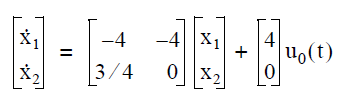 ẋ₁ = -4 -4 x₁ + 4 u₀(t)
ẋ₂ 3/4 0 x₂ 0